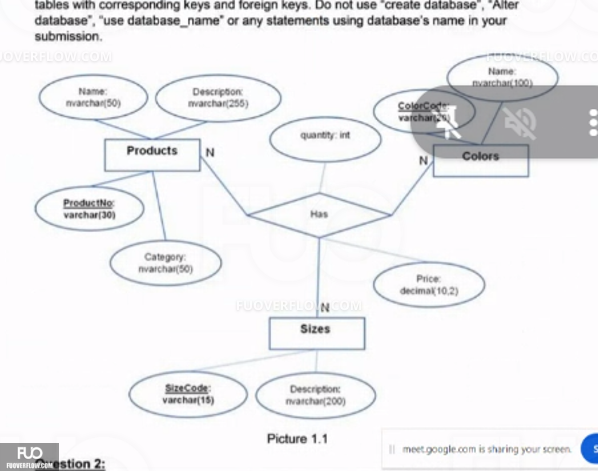 tables with corresponding keys and foreign keys. Do not use "create database", "Alter
database", "use database_name" or any statements using database's name in your
submission.
FUOVERFLOW.COM
Name:
nvarchar(50)
Description:
nvarchar(255)
Name:
nvarchar(100)
ColorCode:
varchar(20)
quantity: int
Products
N
N
Colors
ProductNo:
varchar(30)
Has
Category:
nvarchar(50)
Price:
decimal(10,2)
FUOVERFLOW.COM
N
Sizes
SizeCode:
varchar(15)
Description:
nvarchar(200)
Picture 1.1
meet.google.com is sharing your screen.
S
FUO
FUOVERFLOW.COM
Question 2: